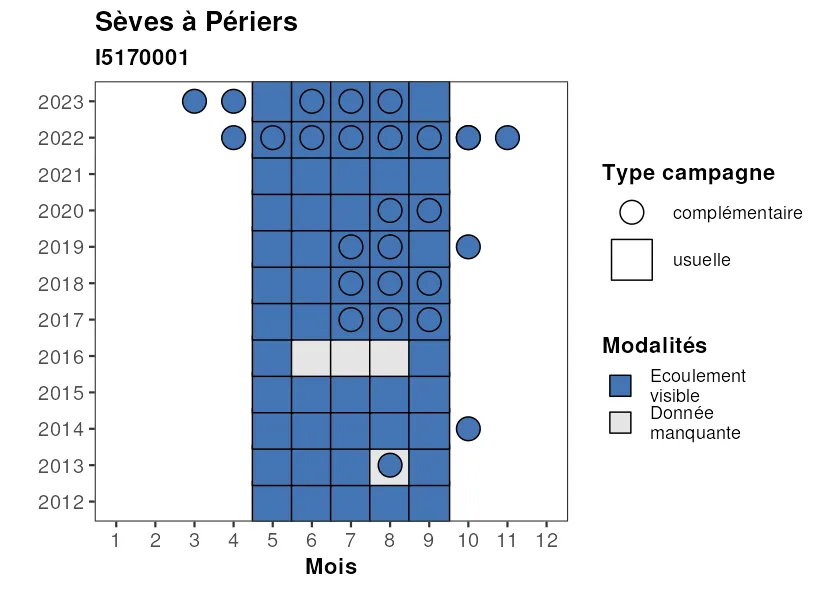 Sèves à Périers
I5170001
2023
2022
2021
2020
2019
2018
2017
2016
2015
2014
2013
2012
1 2 3 4 5 6 7 8 9 10 11 12
Mois
Type campagne
complémentaire
usuelle
Modalités
Ecoulement
visible
Donnée
manquante